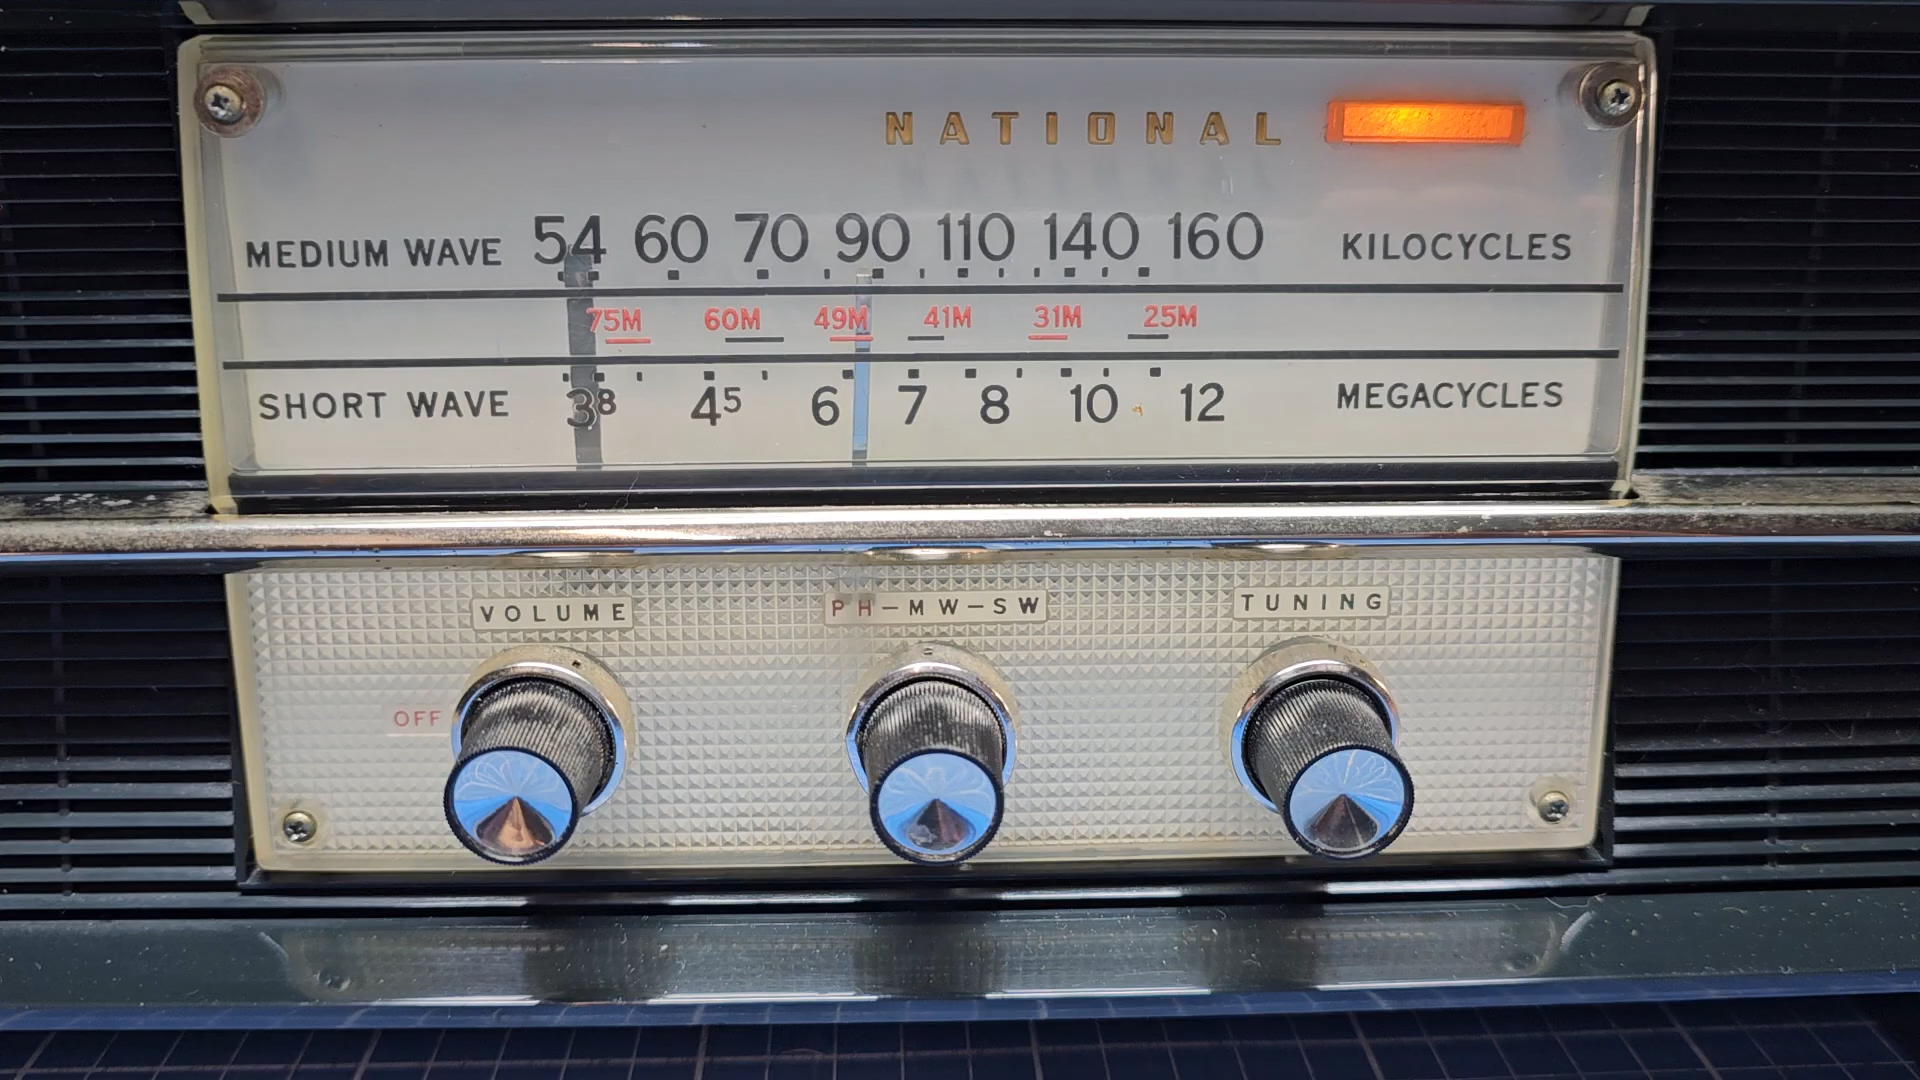 NATIONAL
MEDIUM WAVE 54 60 70 90 110 140 160 KILOCYCLES
75M 60M 49M 41M 31M 25M
SHORT WAVE 3⁸ 4⁵ 6 7 8 10 12 MEGACYCLES
VOLUME PH-MW-SW TUNING
OFF